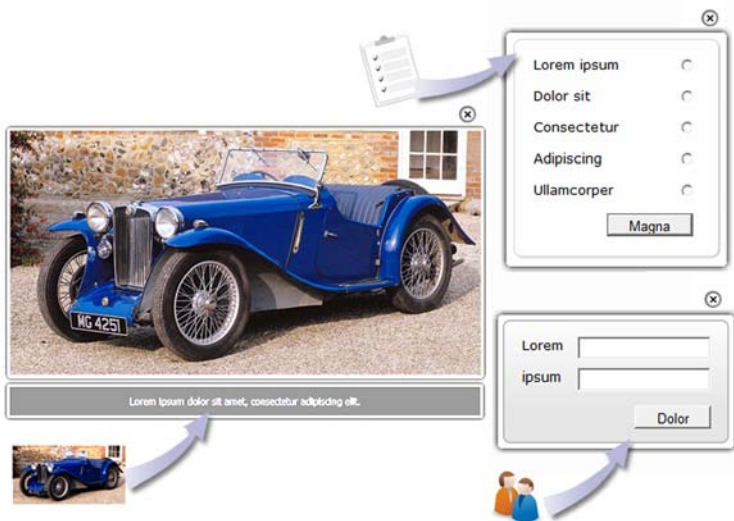 Lorem ipsum
Dolor sit
Consectetur
Adipiscing
Ullamcorper
Magna
MG 4251
Lorem ipsum dolor sit amet, consectetur adipiscing elit.
Lorem
ipsum
Dolor